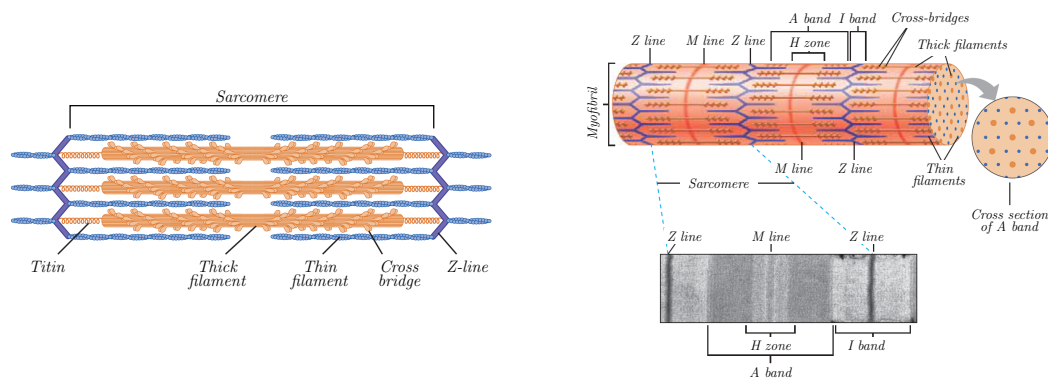 Sarcomere
Titin
Thick
filament
Thin
filament
Cross
bridge
Z-line
A band
I band
Cross-bridges
Z line
M line
Z line
H zone
Thick filaments
Myofibril
M line
Z line
Thin
filaments
Sarcomere
Cross section
of A band
Z line
M line
Z line
H zone
I band
A band